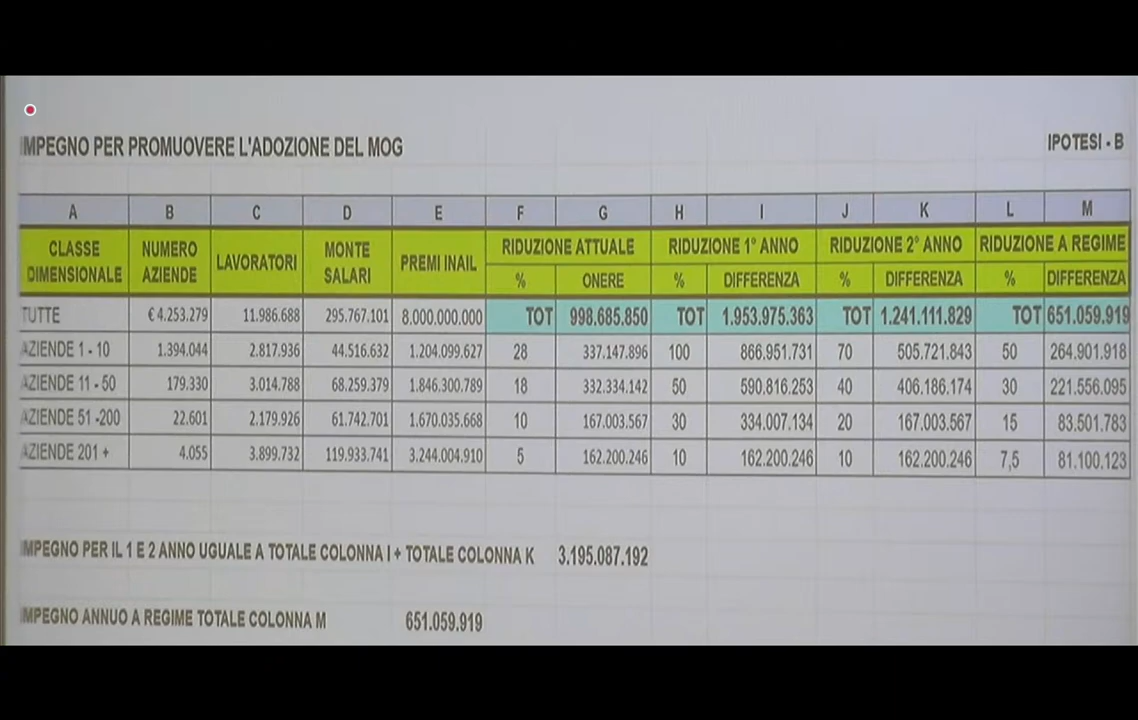 IMPEGNO PER PROMUOVERE L'ADOZIONE DEL MOG IPOTESI - B
A B C D E F G H I J K L M
CLASSE DIMENSIONALE NUMERO AZIENDE LAVORATORI MONTE SALARI PREMI INAIL RIDUZIONE ATTUALE RIDUZIONE 1° ANNO RIDUZIONE 2° ANNO RIDUZIONE A REGIME
% ONERE % DIFFERENZA % DIFFERENZA % DIFFERENZA
TUTTE € 4.253.279 11.986.688 295.767.101 8.000.000.000 TOT 998.685.850 TOT 1.953.975.363 TOT 1.241.111.829 TOT 651.059.919
AZIENDE 1 - 10 1.394.044 2.817.936 44.516.632 1.204.099.627 28 337.147.896 100 866.951.731 70 505.721.843 50 264.901.918
AZIENDE 11 - 50 179.330 3.014.788 68.259.379 1.846.300.789 18 332.334.142 50 590.816.253 40 406.186.174 30 221.556.095
AZIENDE 51 -200 22.601 2.179.926 61.742.701 1.670.035.668 10 167.003.567 30 334.007.134 20 167.003.567 15 83.501.783
AZIENDE 201 + 4.055 3.899.732 119.933.741 3.244.004.910 5 162.200.246 10 162.200.246 10 162.200.246 7,5 81.100.123
IMPEGNO PER IL 1 E 2 ANNO UGUALE A TOTALE COLONNA I + TOTALE COLONNA K 3.195.087.192
IMPEGNO ANNUO A REGIME TOTALE COLONNA M 651.059.919